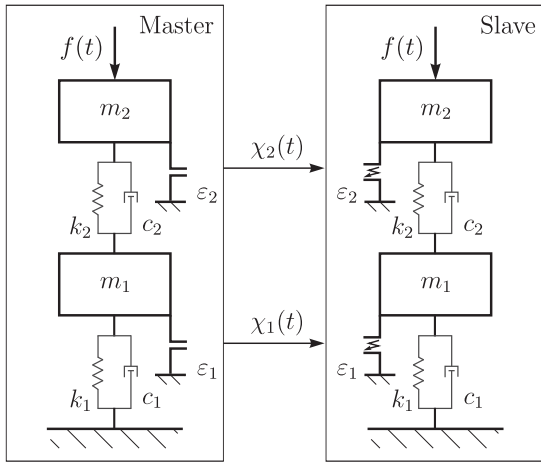 Master
f(t)
m₂
ε₂
k₂ c₂
m₁
ε₁
k₁ c₁
χ₂(t)
χ₁(t)
Slave
f(t)
m₂
ε₂
k₂ c₂
m₁
ε₁
k₁ c₁